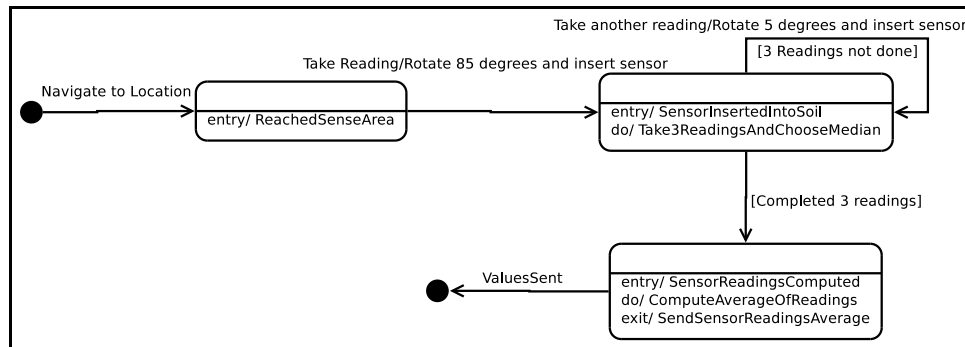 Take another reading/Rotate 5 degrees and insert sensor
[3 Readings not done]
Take Reading/Rotate 85 degrees and insert sensor
Navigate to Location
entry/ ReachedSenseArea
entry/ SensorInsertedIntoSoil
do/ Take3ReadingsAndChooseMedian
[Completed 3 readings]
ValuesSent
entry/ SensorReadingsComputed
do/ ComputeAverageOfReadings
exit/ SendSensorReadingsAverage